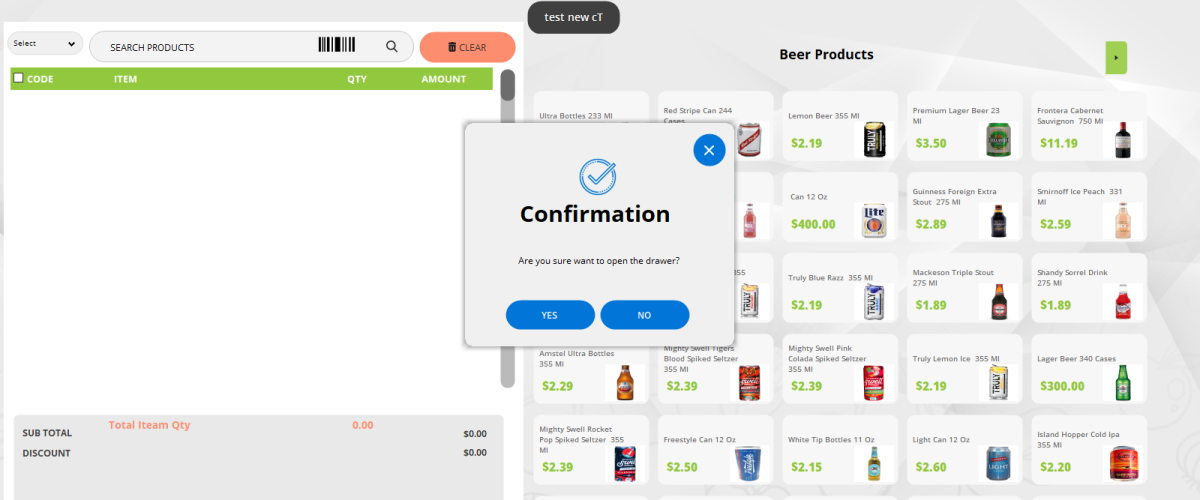 test new cT
Select
SEARCH PRODUCTS
CLEAR
CODE ITEM QTY AMOUNT
Total Iteam Qty 0.00
SUB TOTAL $0.00
DISCOUNT $0.00
Confirmation
Are you sure want to open the drawer?
YES NO
Beer Products
Ultra Bottles 233 Ml
Red Stripe Can 244
Cases
Lemon Beer 355 Ml
$2.19
TRULY
Premium Lager Beer 23
Ml
$3.50
Frontera Cabernet
Sauvignon 750 Ml
$11.19
Can 12 Oz
$400.00
Lite
Guinness Foreign Extra
Stout 275 Ml
$2.89
Smirnoff Ice Peach 331
Ml
$2.59
355
TRULY
Truly Blue Razz 355 Ml
$2.19
TRULY
Mackeson Triple Stout
275 Ml
$1.89
Shandy Sorrel Drink
275 Ml
$1.89
Amstel Ultra Bottles
355 Ml
$2.29
Mighty Swell Tigers
Blood Spiked Seltzer
$2.39
Mighty Swell Pink
Colada Spiked Seltzer
355 Ml
$2.39
Truly Lemon Ice 355 Ml
$2.19
TRULY
Lager Beer 340 Cases
$300.00
Mighty Swell Rocket
Pop Spiked Seltzer 355
Ml
$2.39
Freestyle Can 12 Oz
$2.50
White Tip Bottles 11 Oz
$2.15
Light Can 12 Oz
$2.60
LIGHT
Island Hopper Cold Ipa
355 Ml
$2.20